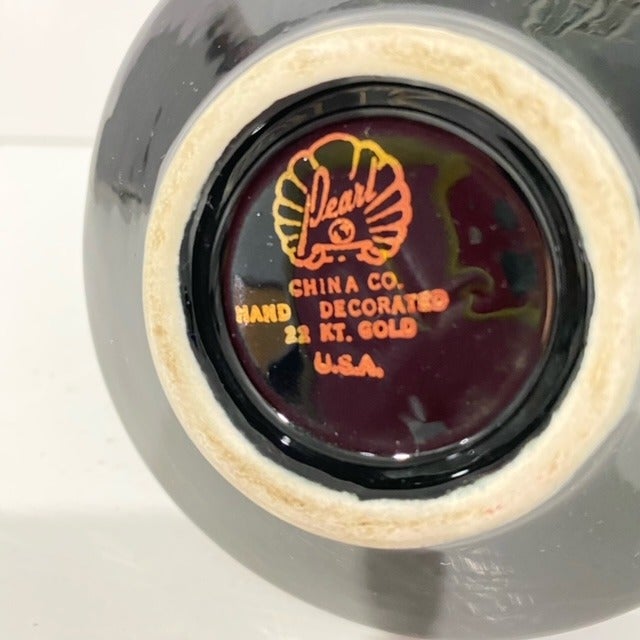 Pearl
CHINA CO.
HAND DECORATED
22 KT. GOLD
U.S.A.